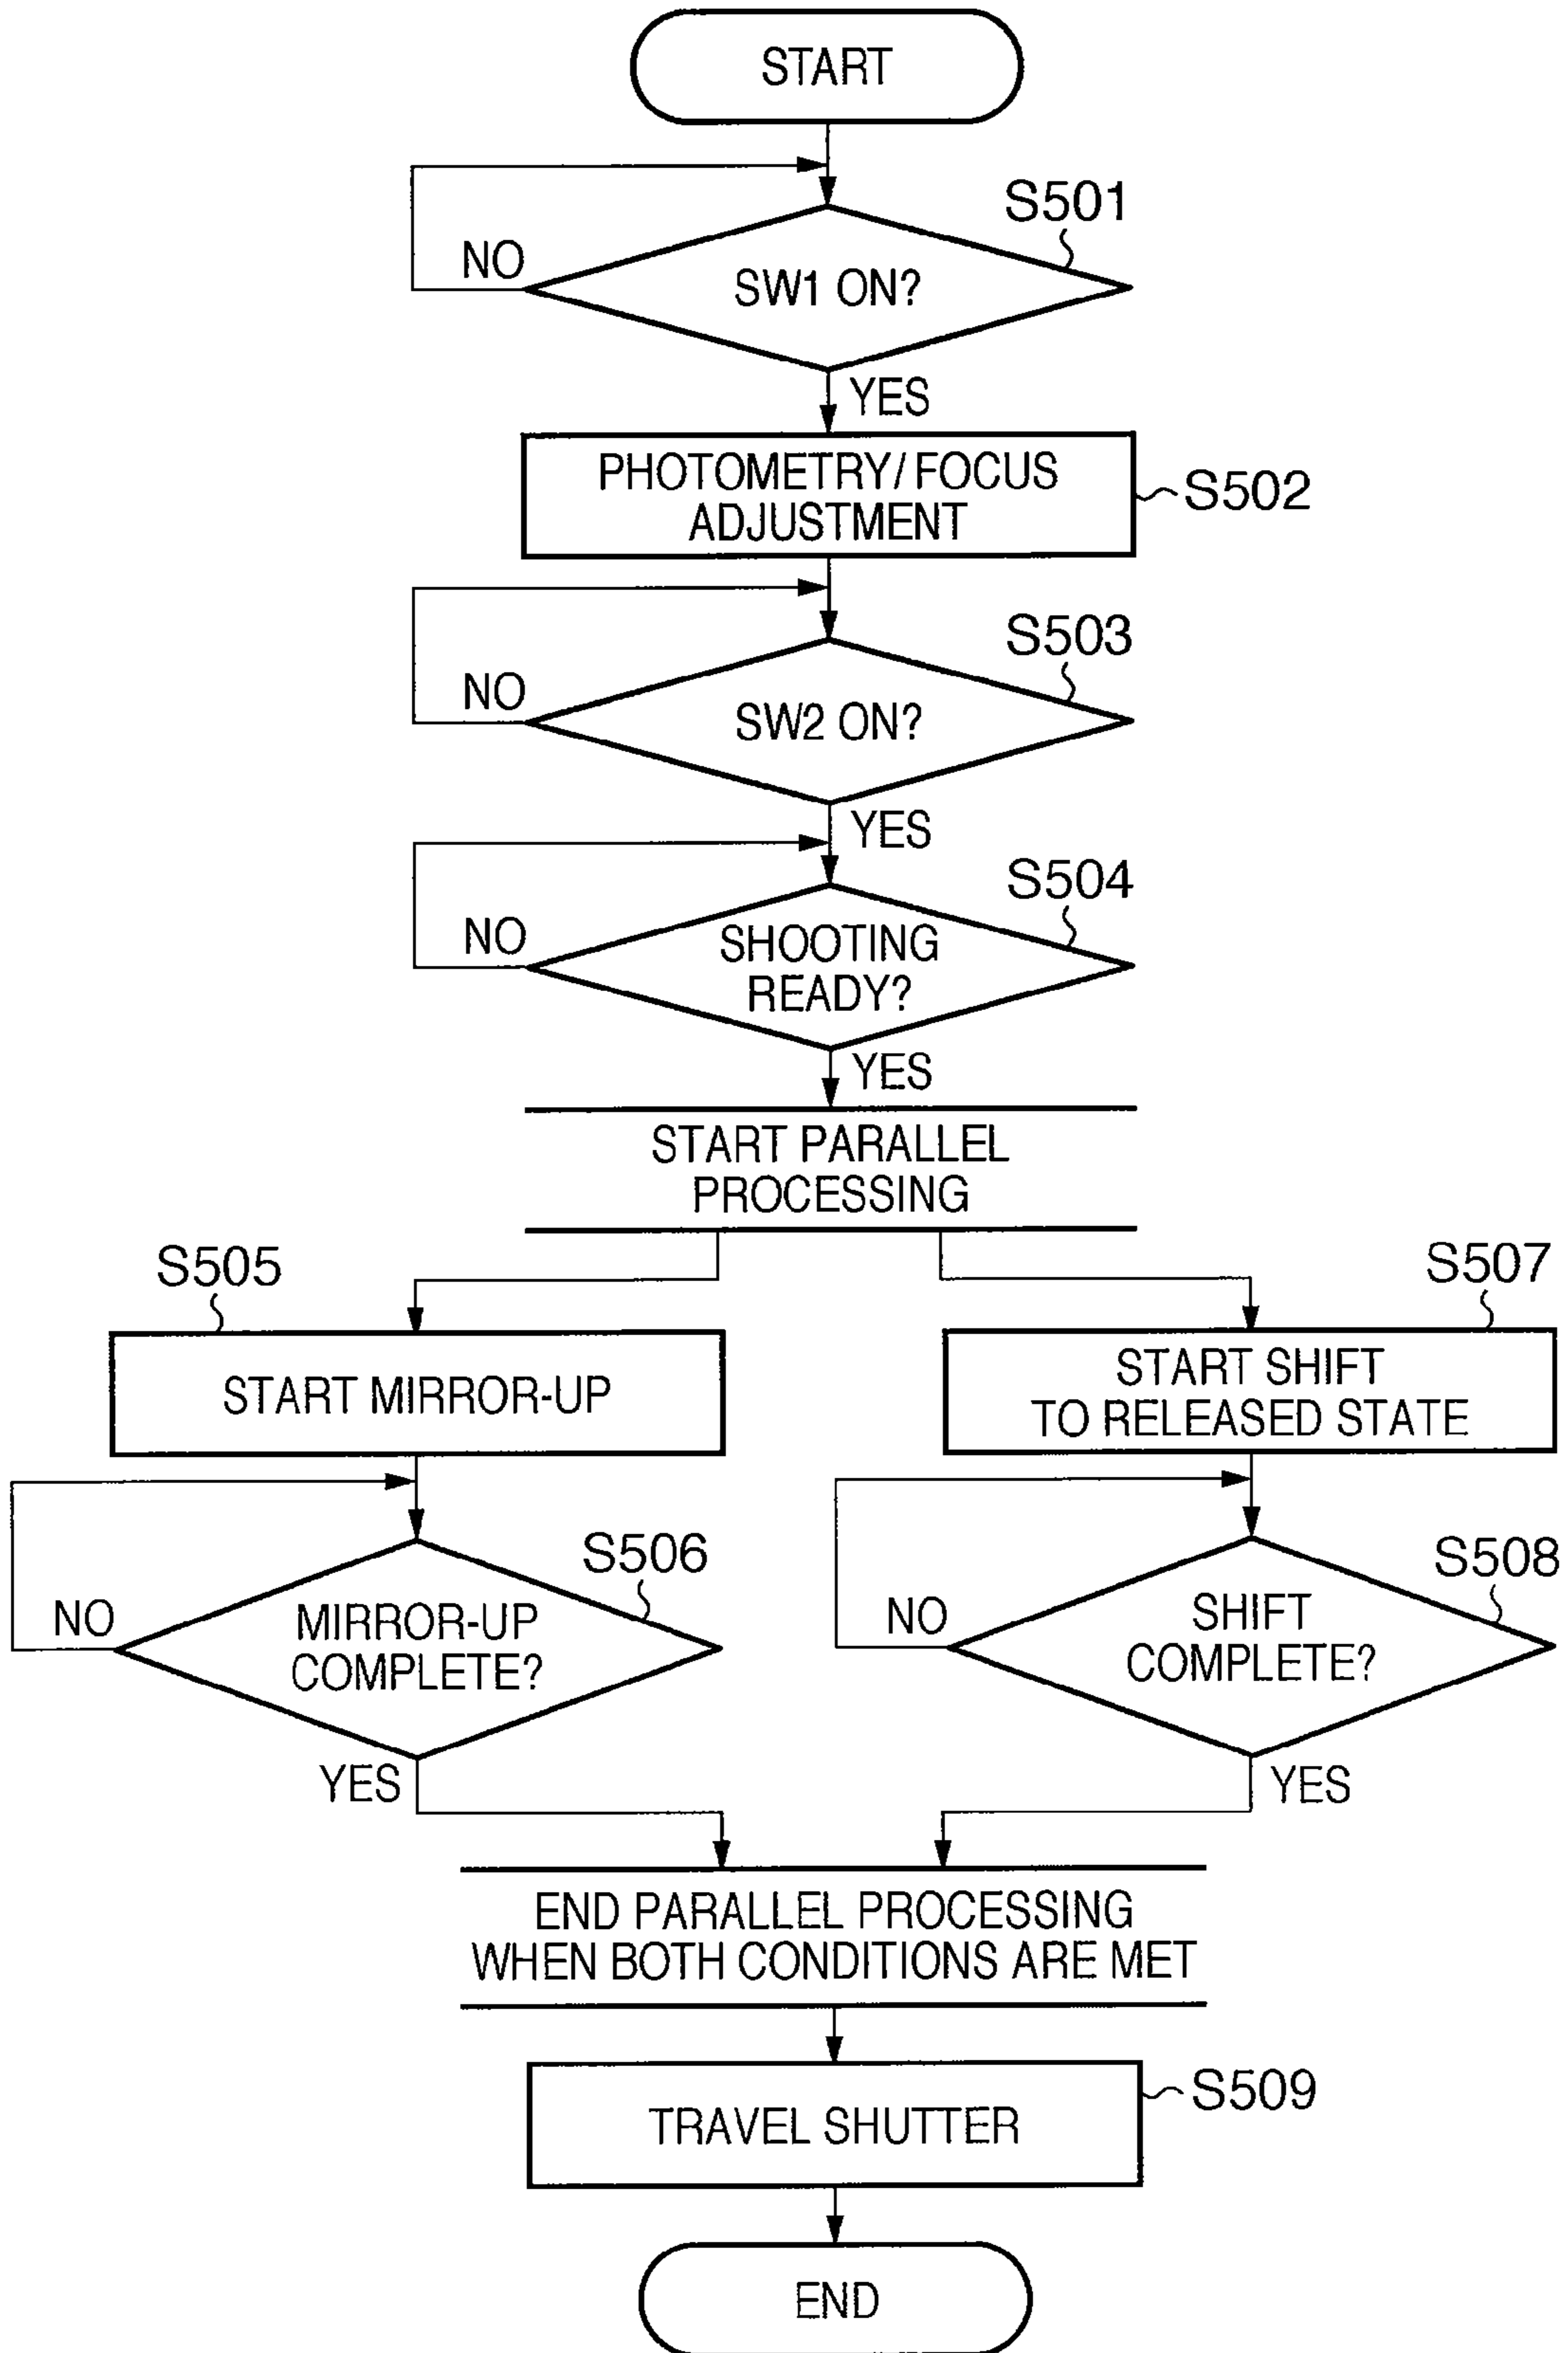 START
S501
NO
SW1 ON?
YES
PHOTOMETRY/FOCUS
ADJUSTMENT
S502
S503
NO
SW2 ON?
YES
S504
NO
SHOOTING
READY?
YES
START PARALLEL
PROCESSING
S505
START MIRROR-UP
S506
NO
MIRROR-UP
COMPLETE?
YES
S507
START SHIFT
TO RELEASED STATE
S508
NO
SHIFT
COMPLETE?
YES
END PARALLEL PROCESSING
WHEN BOTH CONDITIONS ARE MET
TRAVEL SHUTTER
S509
END